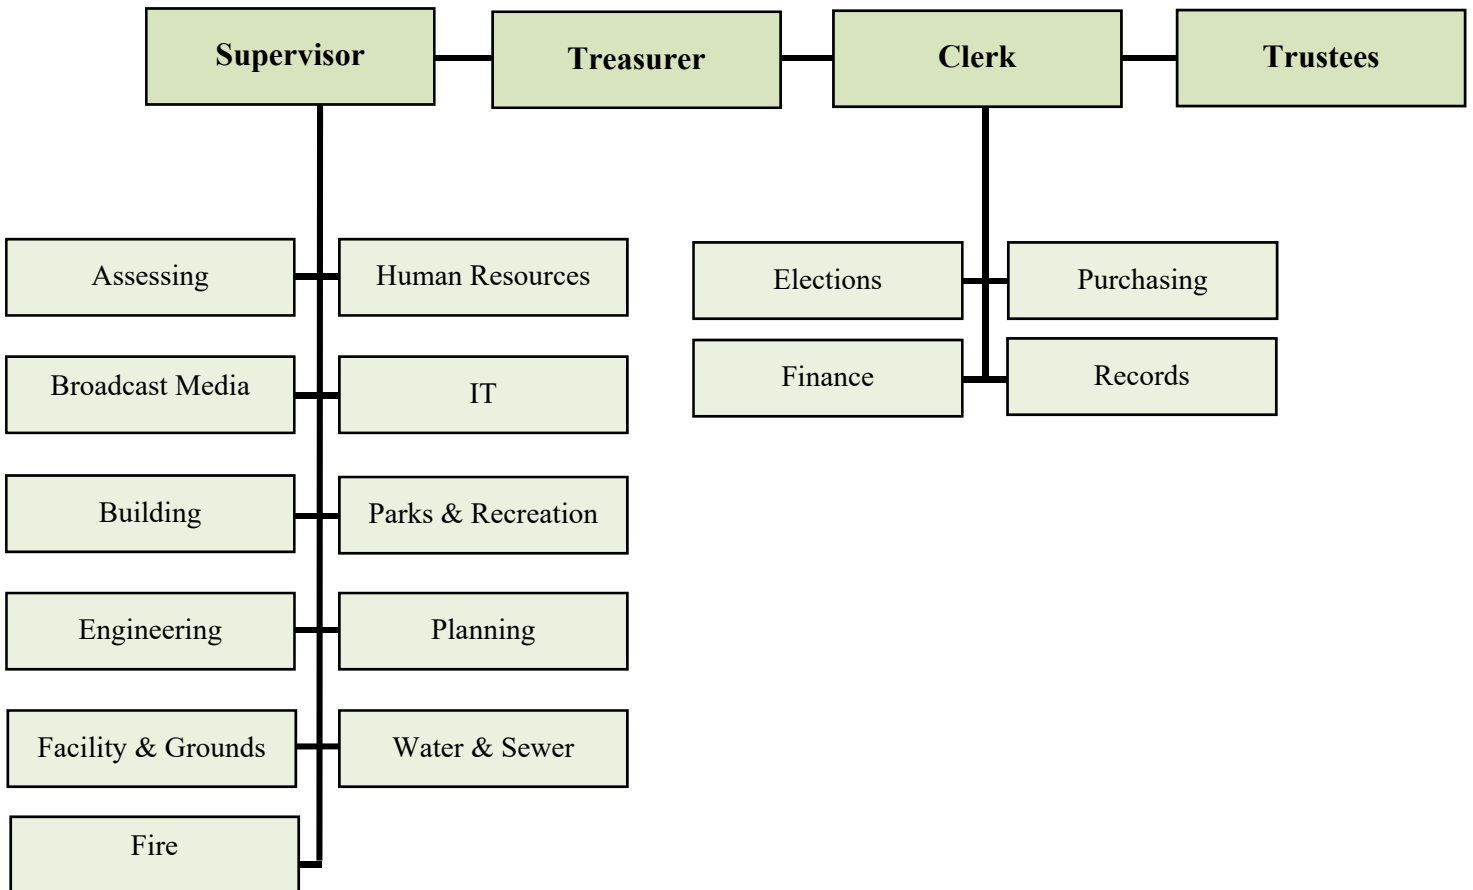 Supervisor
Treasurer
Clerk
Trustees
Assessing
Human Resources
Elections
Purchasing
Broadcast Media
IT
Finance
Records
Building
Parks & Recreation
Engineering
Planning
Facility & Grounds
Water & Sewer
Fire